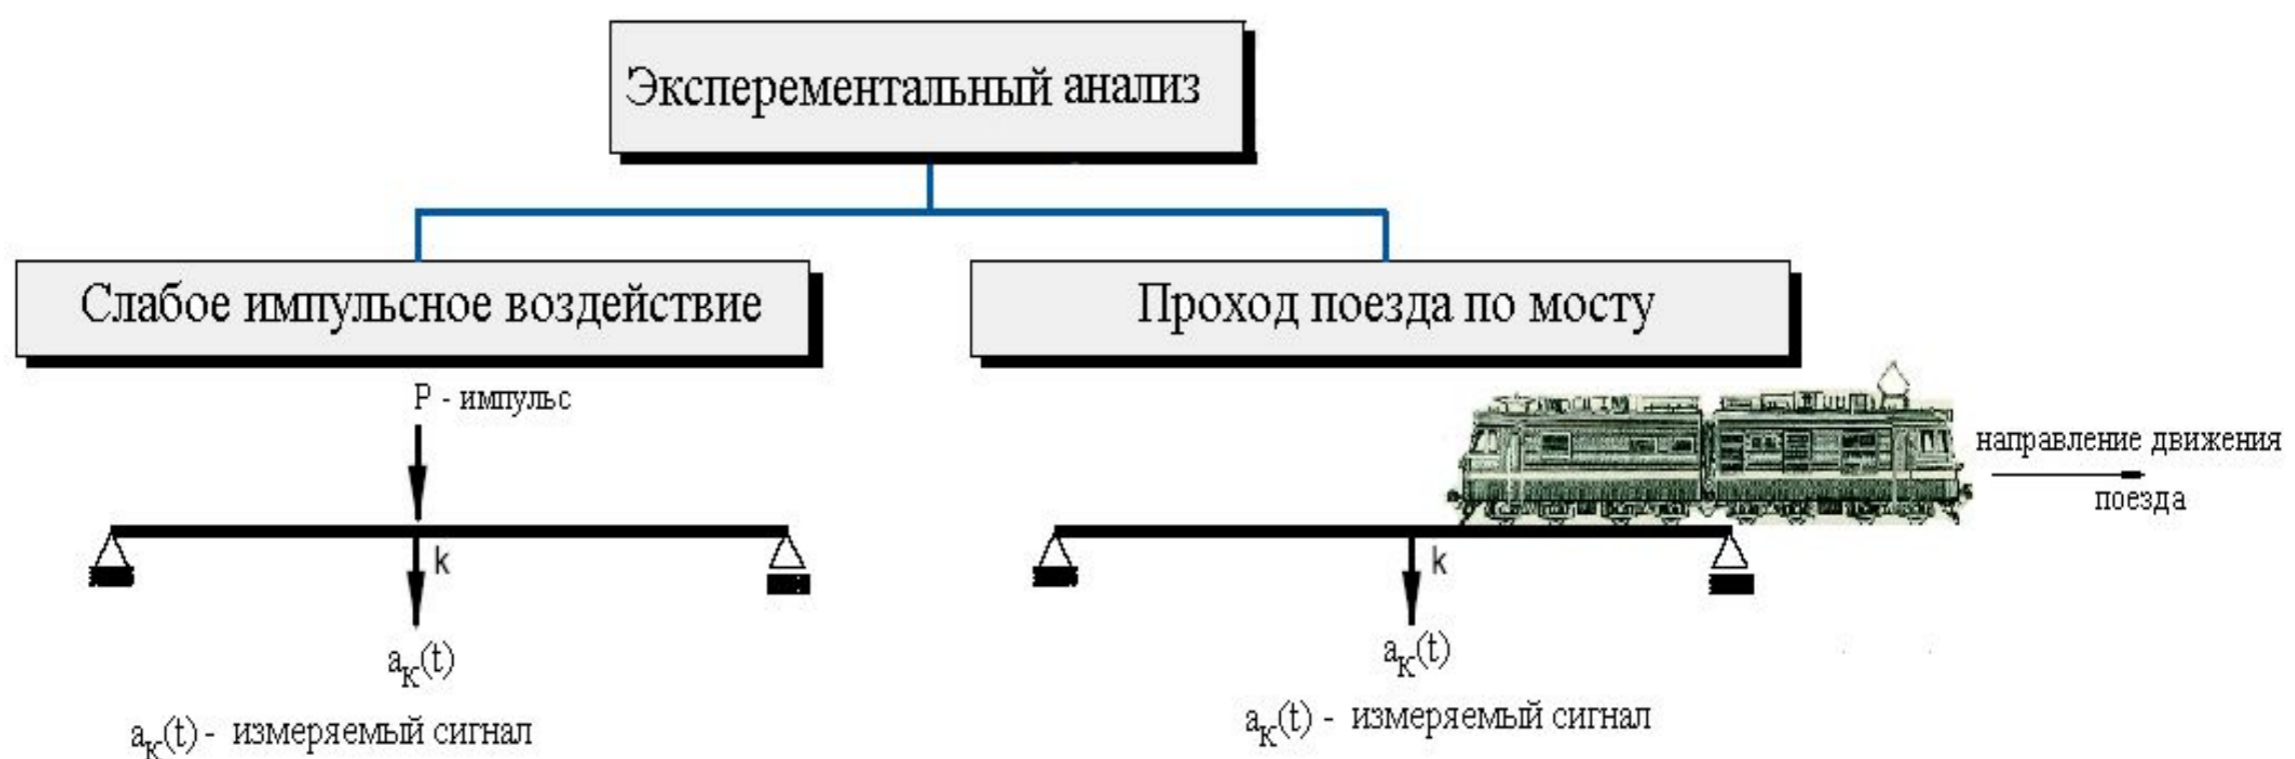 Эксперементальный анализ
Слабое импульсное воздействие
Проход поезда по мосту
P - импульс
k
aк(t)
aк(t) - измеряемый сигнал
направление движения
поезда
k
aк(t)
aк(t) - измеряемый сигнал